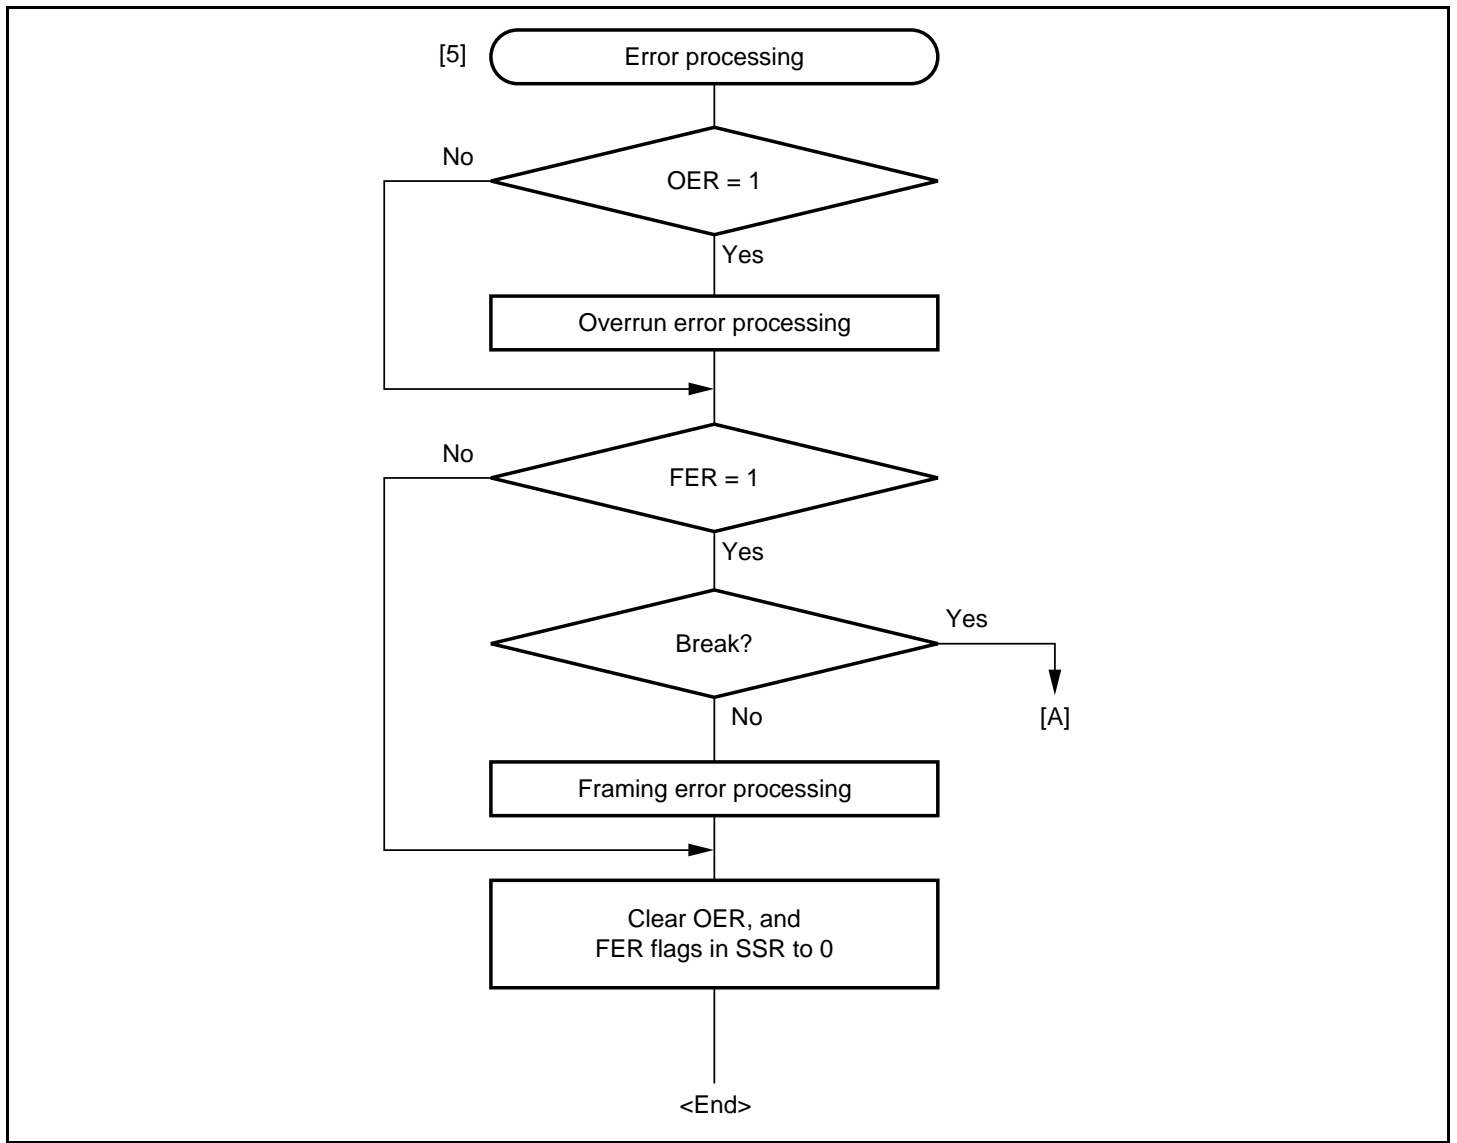 [5]
Error processing
No
OER = 1
Yes
Overrun error processing
No
FER = 1
Yes
Break?
Yes
No
[A]
Framing error processing
Clear OER, and
FER flags in SSR to 0
<End>